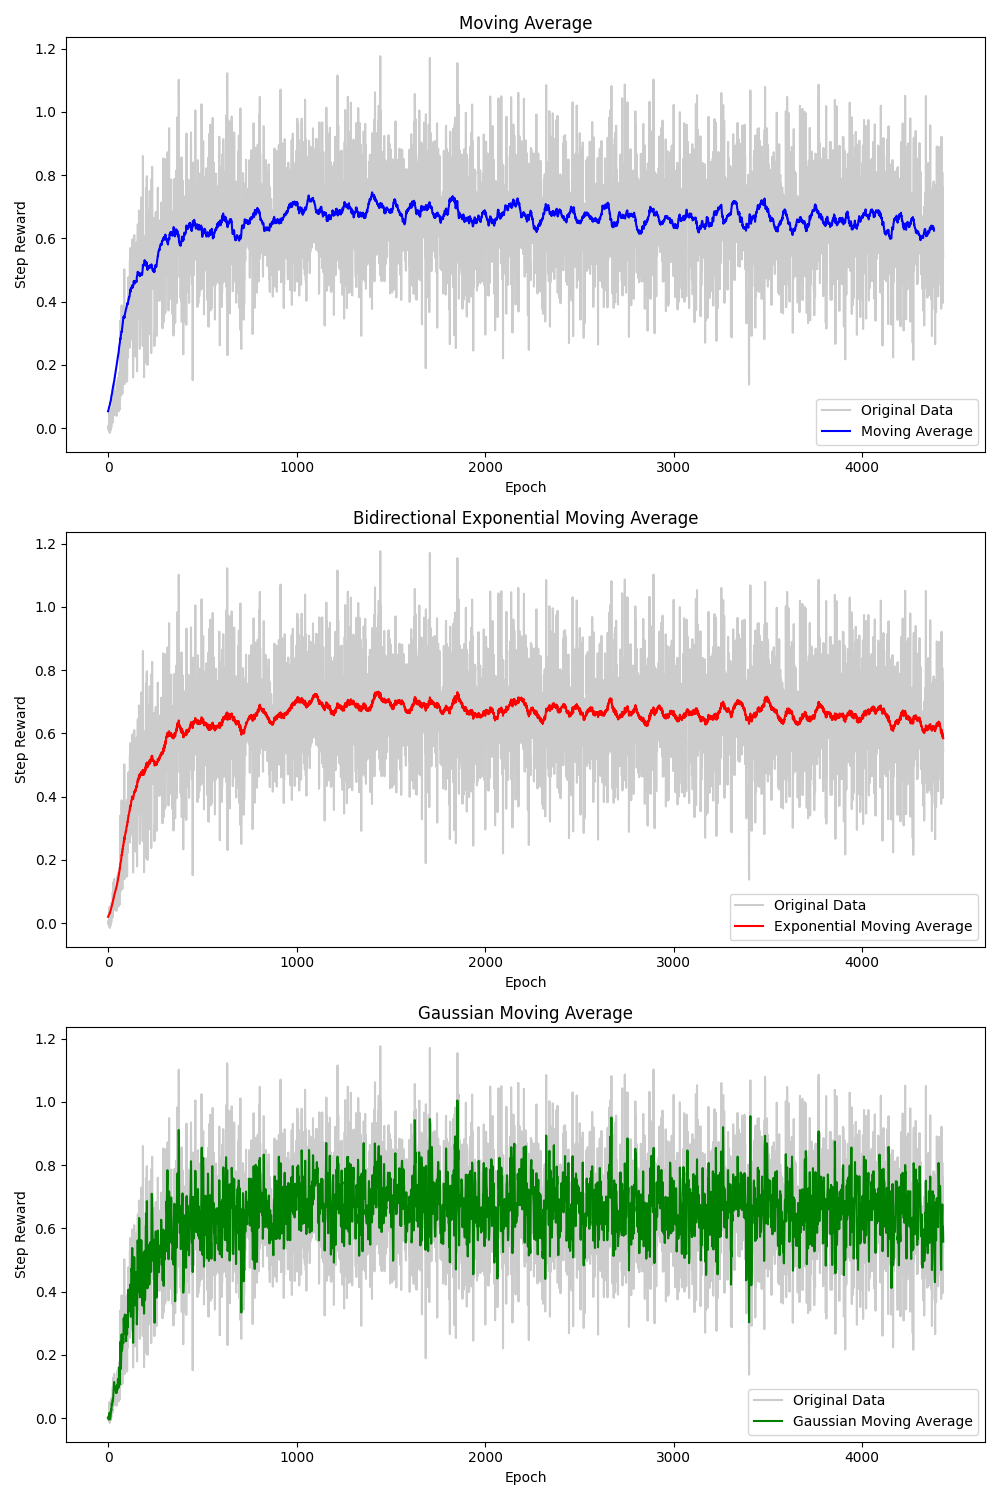 Moving Average
1.2
1.0
0.8
0.6
0.4
0.2
0.0
Step Reward
Original Data
Moving Average
0 1000 2000 3000 4000
Epoch
Bidirectional Exponential Moving Average
1.2
1.0
0.8
0.6
0.4
0.2
0.0
Step Reward
Original Data
Exponential Moving Average
0 1000 2000 3000 4000
Epoch
Gaussian Moving Average
1.2
1.0
0.8
0.6
0.4
0.2
0.0
Step Reward
Original Data
Gaussian Moving Average
0 1000 2000 3000 4000
Epoch